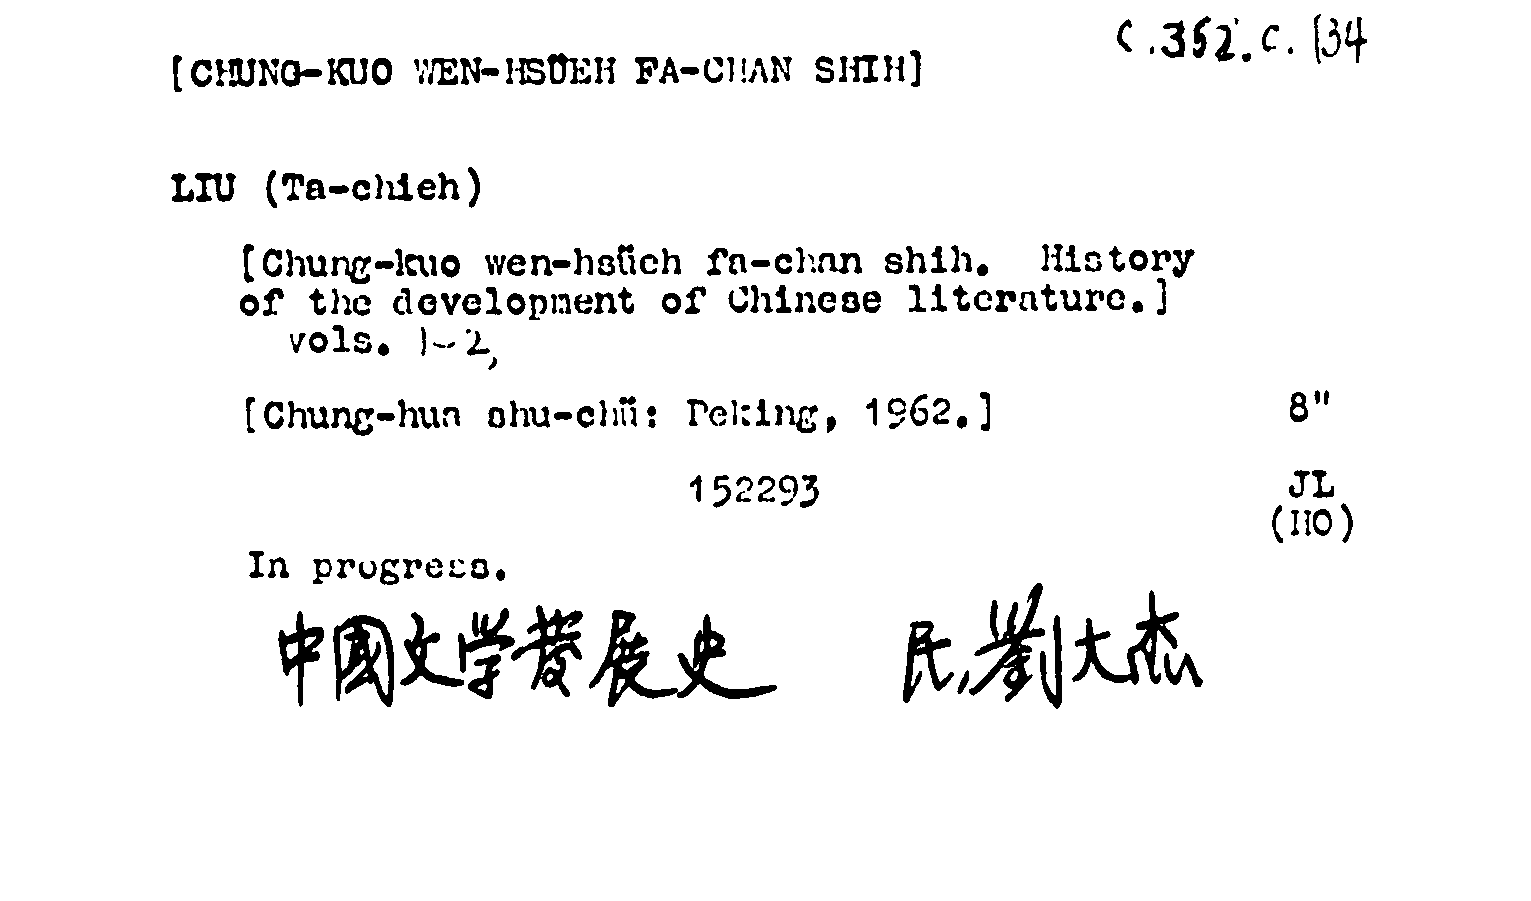 C.352.c.134
[CHUNG-KUO WEN-HSÜEH FA-CHAN SHIH]
LIU (Ta-chieh)
[Chung-kuo wen-hsüeh fa-chan shih. History
of the development of Chinese literature.]
vols. 1-2,
[Chung-hua shu-chü: Peking, 1962.] 8"
152293 JL
(HO)
In progress.
中國文学發展史 民,劉大杰